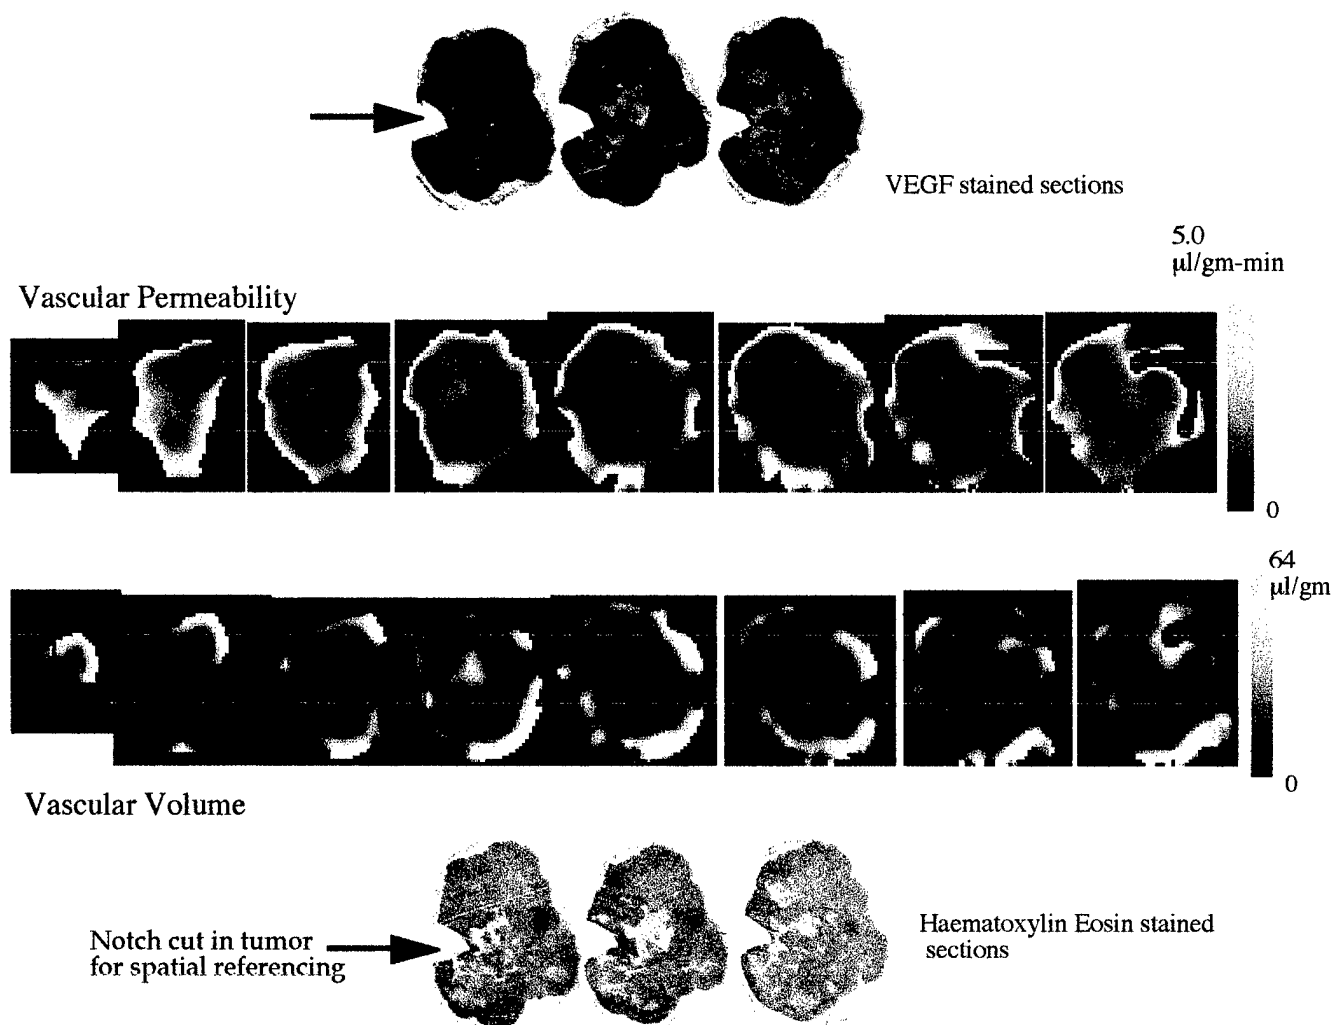 VEGF stained sections
5.0
µl/gm-min
Vascular Permeability
0
64
µl/gm
0
Vascular Volume
Notch cut in tumor
for spatial referencing
Haematoxylin Eosin stained
sections